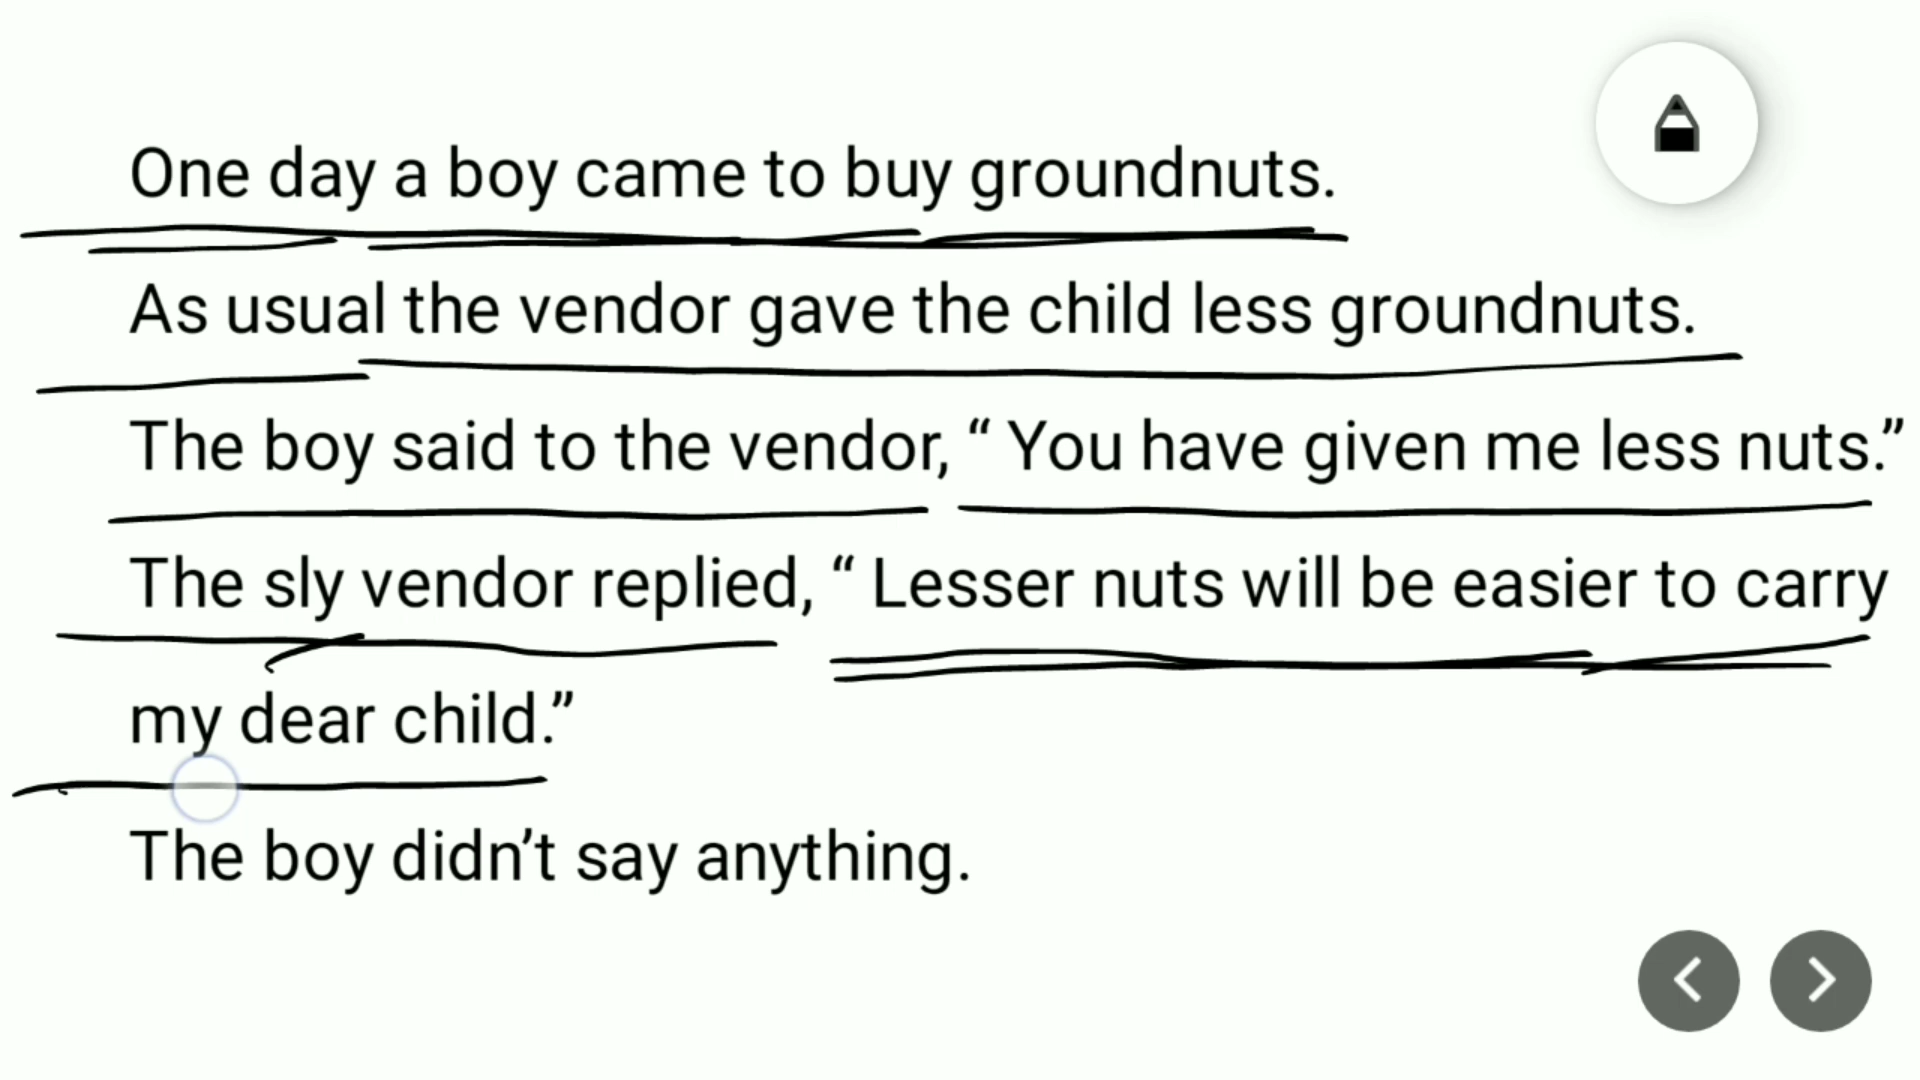 One day a boy came to buy groundnuts.
As usual the vendor gave the child less groundnuts.
The boy said to the vendor, “ You have given me less nuts.”
The sly vendor replied, “ Lesser nuts will be easier to carry
my dear child.”
The boy didn’t say anything.